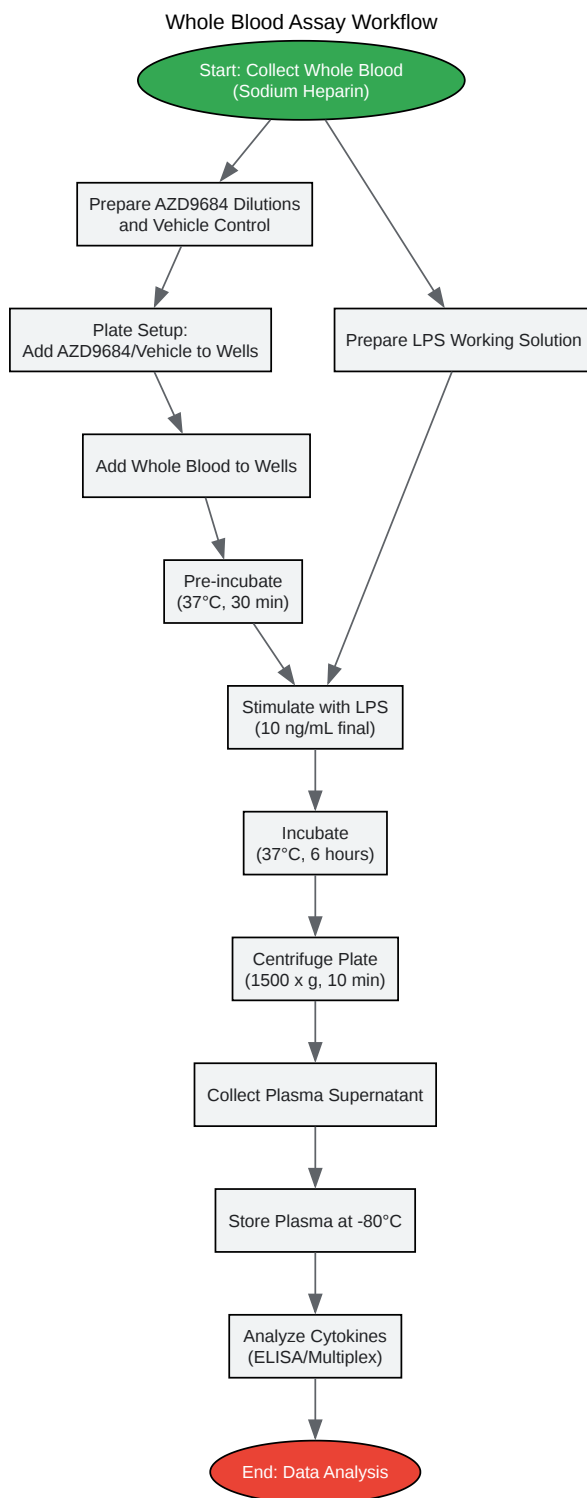 Whole Blood Assay Workflow
Start: Collect Whole Blood
(Sodium Heparin)
Prepare AZD9684 Dilutions
and Vehicle Control
Plate Setup:
Add AZD9684/Vehicle to Wells
Prepare LPS Working Solution
Add Whole Blood to Wells
Pre-incubate
(37°C, 30 min)
Stimulate with LPS
(10 ng/mL final)
Incubate
(37°C, 6 hours)
Centrifuge Plate
(1500 x g, 10 min)
Collect Plasma Supernatant
Store Plasma at -80°C
Analyze Cytokines
(ELISA/Multiplex)
End: Data Analysis